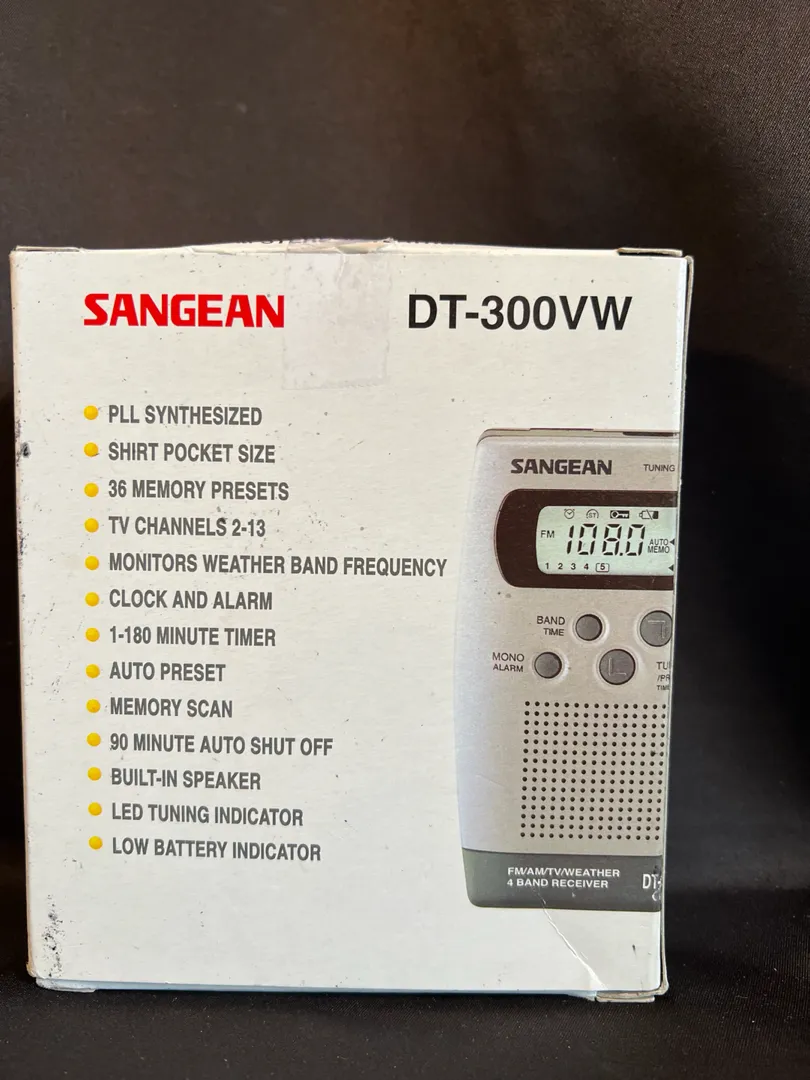 SANGEAN DT-300VW
PLL SYNTHESIZED
SHIRT POCKET SIZE
36 MEMORY PRESETS
TV CHANNELS 2-13
MONITORS WEATHER BAND FREQUENCY
CLOCK AND ALARM
1-180 MINUTE TIMER
AUTO PRESET
MEMORY SCAN
90 MINUTE AUTO SHUT OFF
BUILT-IN SPEAKER
LED TUNING INDICATOR
LOW BATTERY INDICATOR
SANGEAN TUNING
ST
FM 108.0 AUTO
MEMO
1 2 3 4 5
BAND
TIME
MONO
ALARM
FM/AM/TV/WEATHER
4 BAND RECEIVER DT-